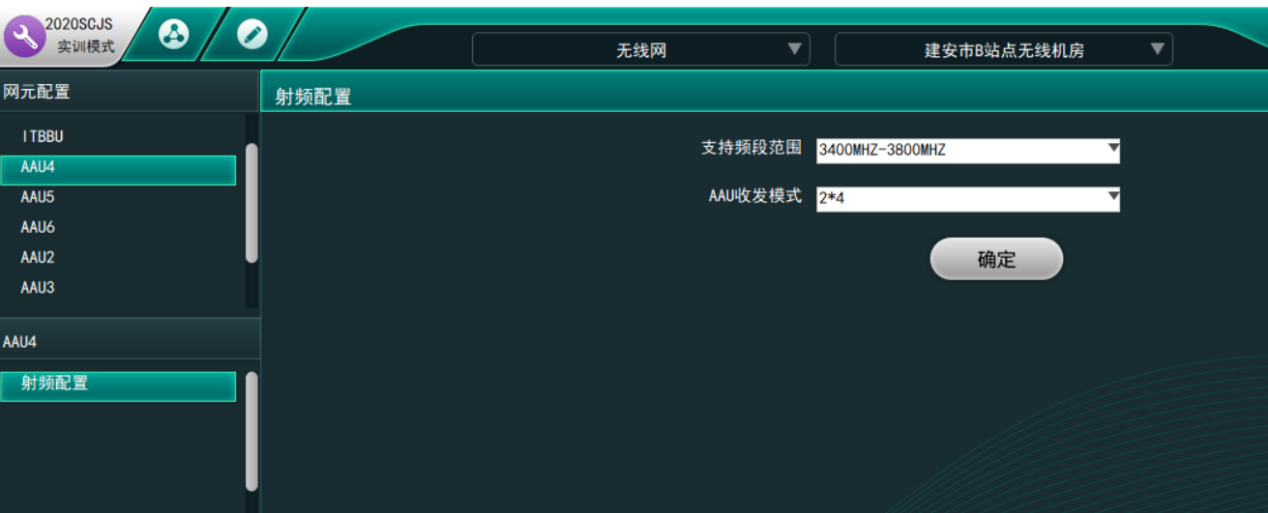 2020SCJS
实训模式
无线网
建安市B站点无线机房
网元配置
射频配置
ITBBU
AAU4
AAU5
AAU6
AAU2
AAU3
支持频段范围 3400MHZ-3800MHZ
AAU收发模式 2*4
确定
AAU4
射频配置